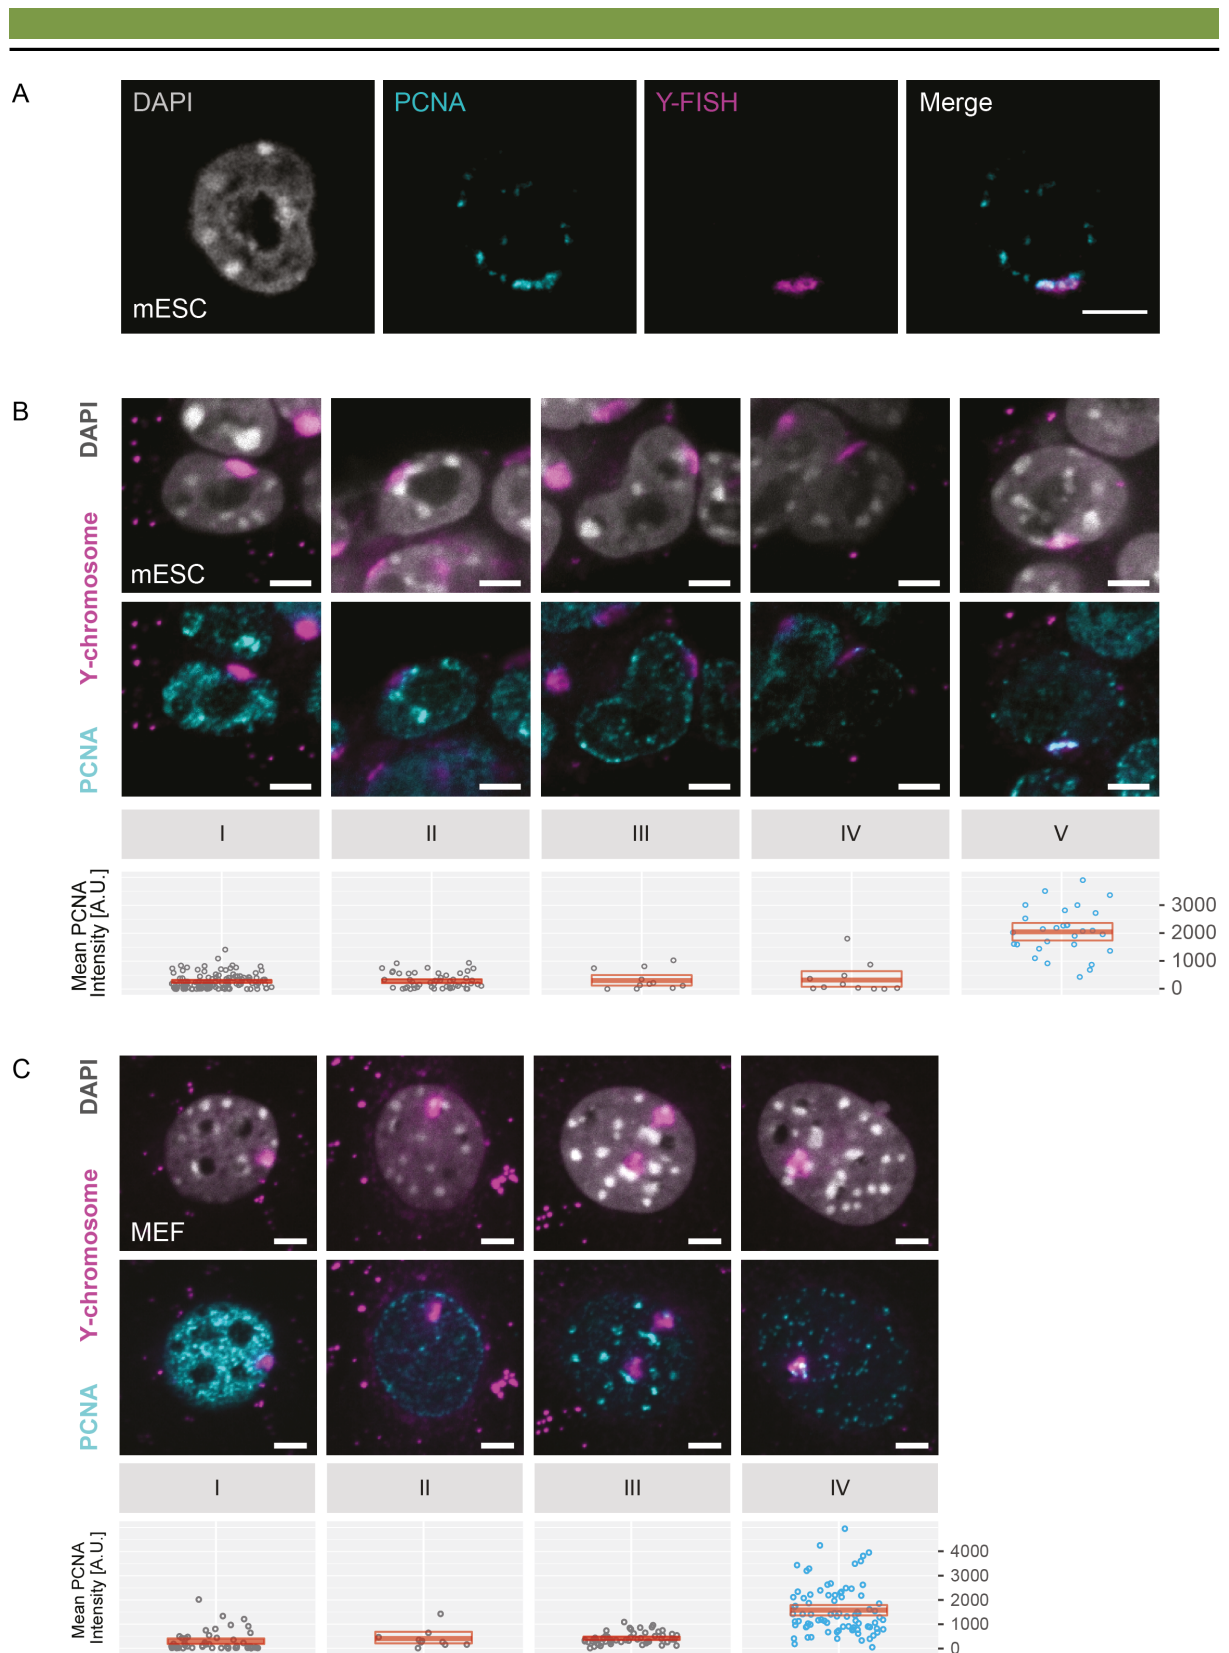 A
DAPI
PCNA
Y-FISH
Merge
mESC
B
DAPI
Y-chromosome
PCNA
mESC
I
II
III
IV
V
Mean PCNA
Intensity [A.U.]
3000
2000
1000
0
C
DAPI
Y-chromosome
PCNA
MEF
I
II
III
IV
Mean PCNA
Intensity [A.U.]
4000
3000
2000
1000
0